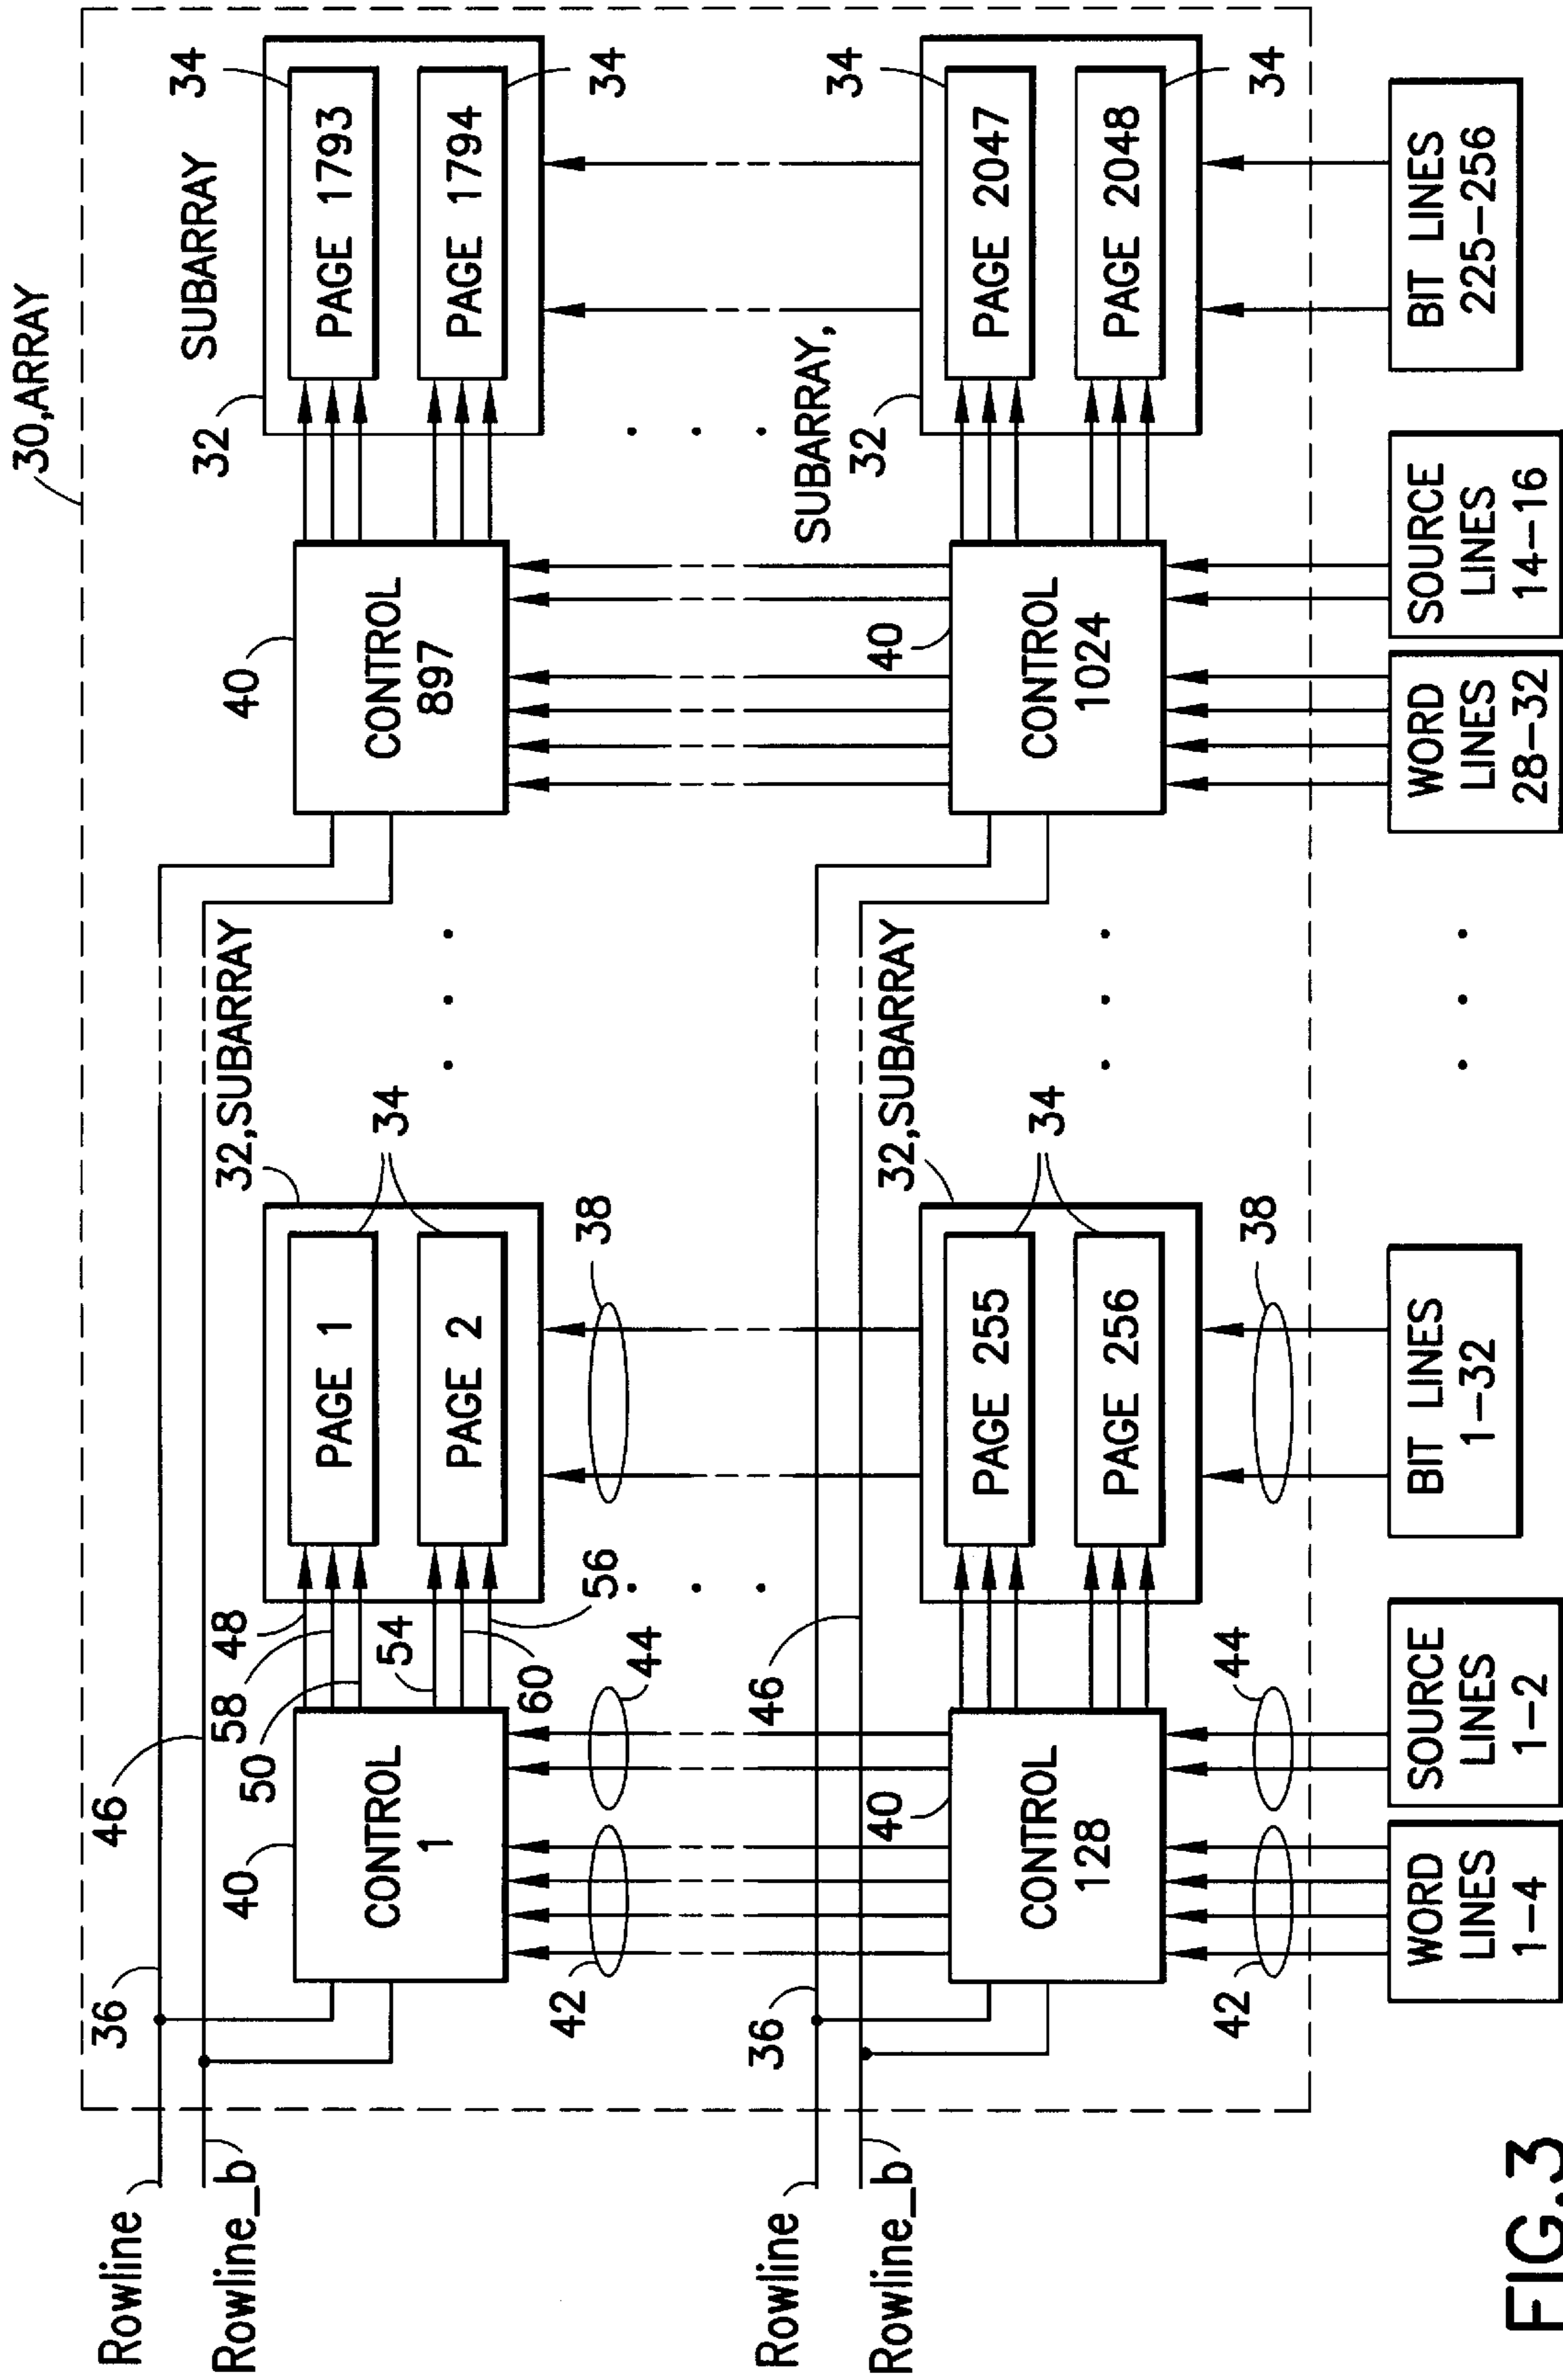 30,ARRAY
Rowline
36
46
Rowline_b
40
CONTROL
1
48
58
50
54
60
56
32,SUBARRAY
PAGE 1
PAGE 2
34
40
CONTROL
897
32
SUBARRAY
PAGE 1793
34
PAGE 1794
34
42
44
38
Rowline
36
46
Rowline_b
40
CONTROL
128
32,SUBARRAY
PAGE 255
PAGE 256
34
40
CONTROL
1024
32
SUBARRAY,
PAGE 2047
34
PAGE 2048
34
42
44
38
WORD
LINES
1-4
SOURCE
LINES
1-2
BIT LINES
1-32
WORD
LINES
28-32
SOURCE
LINES
14-16
BIT LINES
225-256
FIG.3